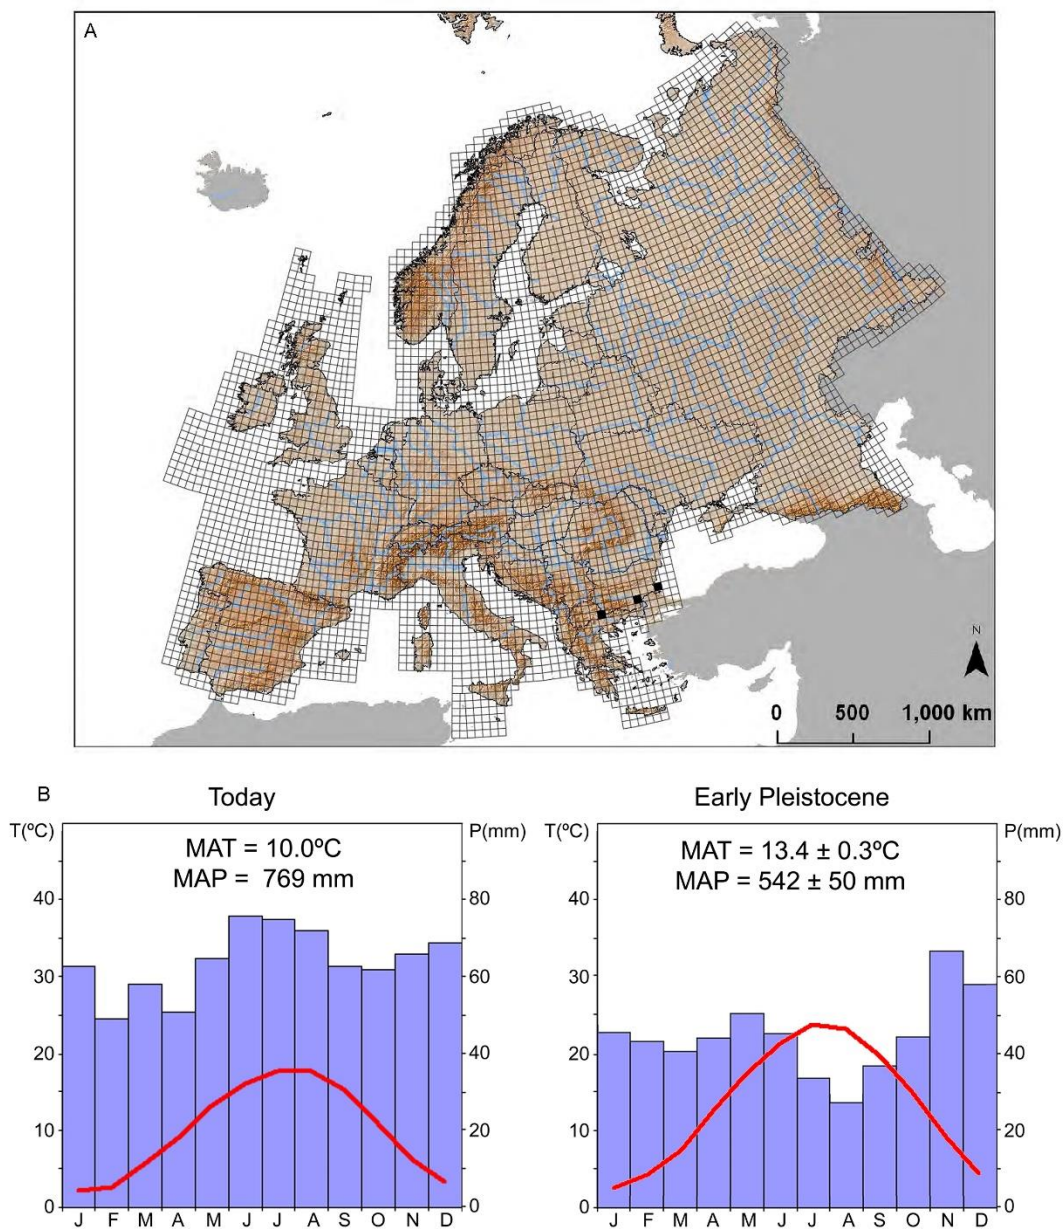 A
N
0 500 1,000 km
B
Today
Early Pleistocene
T(ºC)
P(mm)
T(ºC)
P(mm)
MAT = 10.0ºC
MAP = 769 mm
MAT = 13.4 ± 0.3ºC
MAP = 542 ± 50 mm
40 80 40 80
30 60 30 60
20 40 20 40
10 20 10 20
0 0 0 0
J F M A M J J A S O N D
J F M A M J J A S O N D